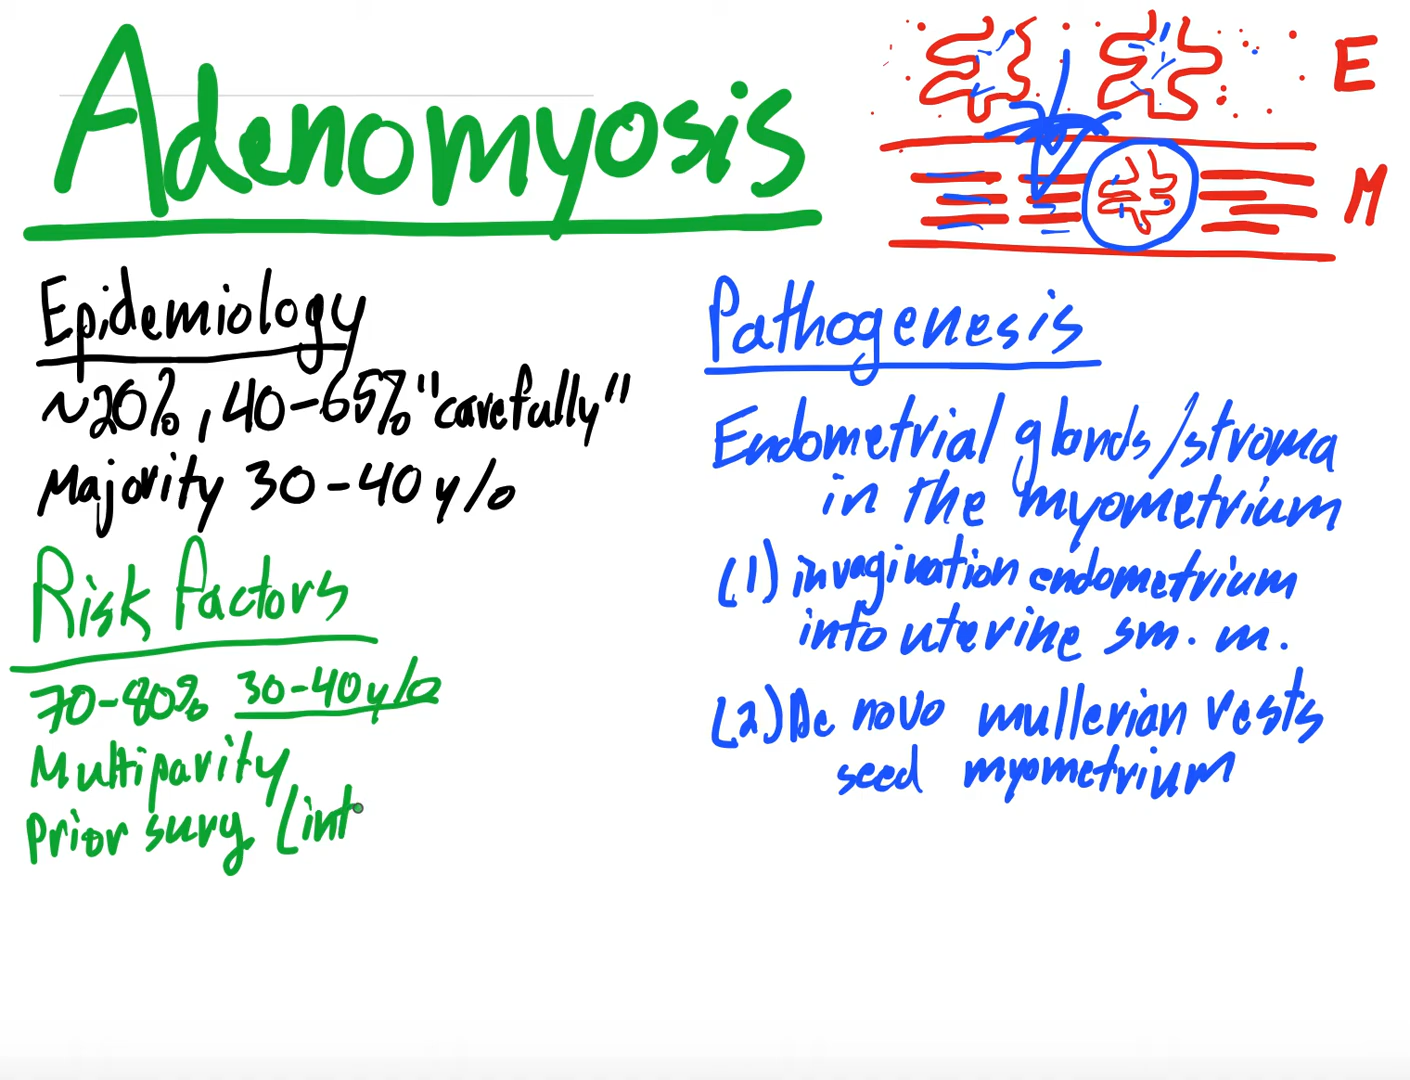 Adenomyosis
E
M
Epidemiology
~20%, 40-65% "carefully"
Majority 30-40 y/o
Risk factors
70-80% 30-40 y/o
Multiparity
Prior surg. (int
Pathogenesis
Endometrial glands/stroma
in the myometrium
(1) invagination endometrium
into uterine sm. m.
(2) De novo mullerian rests
seed myometrium